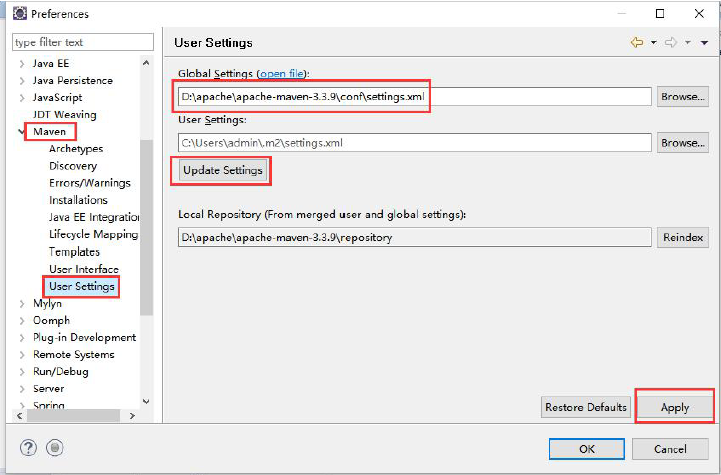 Preferences
type filter text
Java EE
Java Persistence
JavaScript
JDT Weaving
Maven
Archetypes
Discovery
Errors/Warnings
Installations
Java EE Integration
Lifecycle Mapping
Templates
User Interface
User Settings
Mylyn
Oomph
Plug-in Development
Remote Systems
Run/Debug
Server
Spring
User Settings
Global Settings (open file):
D:\apache\apache-maven-3.3.9\conf\settings.xml
Browse...
User Settings:
C:\Users\admin\.m2\settings.xml
Browse...
Update Settings
Local Repository (From merged user and global settings):
D:\apache\apache-maven-3.3.9\repository
Reindex
Restore Defaults
Apply
OK
Cancel